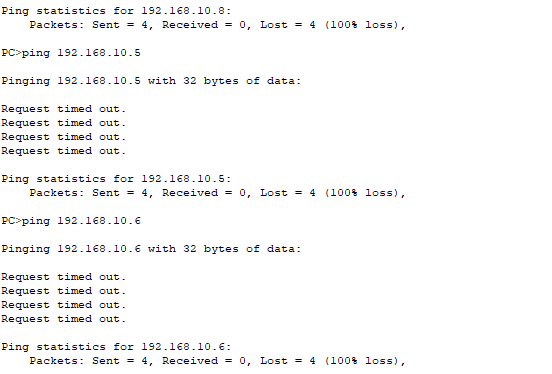 Ping statistics for 192.168.10.8:
    Packets: Sent = 4, Received = 0, Lost = 4 (100% loss),
PC>ping 192.168.10.5
Pinging 192.168.10.5 with 32 bytes of data:
Request timed out.
Request timed out.
Request timed out.
Request timed out.
Ping statistics for 192.168.10.5:
    Packets: Sent = 4, Received = 0, Lost = 4 (100% loss),
PC>ping 192.168.10.6
Pinging 192.168.10.6 with 32 bytes of data:
Request timed out.
Request timed out.
Request timed out.
Request timed out.
Ping statistics for 192.168.10.6:
    Packets: Sent = 4, Received = 0, Lost = 4 (100% loss),